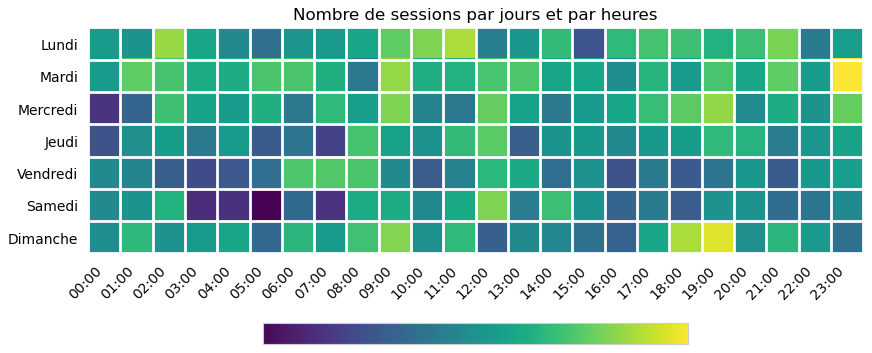 Nombre de sessions par jours et par heures
Lundi
Mardi
Mercredi
Jeudi
Vendredi
Samedi
Dimanche
00:00 01:00 02:00 03:00 04:00 05:00 06:00 07:00 08:00 09:00 10:00 11:00 12:00 13:00 14:00 15:00 16:00 17:00 18:00 19:00 20:00 21:00 22:00 23:00